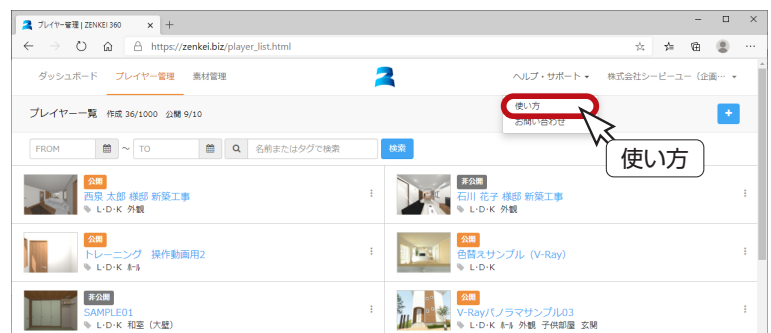 プレイヤー管理 | ZENKEI 360
https://zenkei.biz/player_list.html
ダッシュボード プレイヤー管理 素材管理 ヘルプ・サポート 株式会社シーピーユー（企画…
プレイヤー一覧 作成 36/1000 公開 9/10
使い方
お問い合わせ
使い方
FROM ～ TO 名前またはタグで検索 検索
公開
西泉 太郎 様邸 新築工事
L・D・K 外観
非公開
石川 花子 様邸 新築工事
L・D・K 外観
公開
トレーニング 操作動画用2
L・D・K ﾎｰﾙ
公開
色替えサンプル（V-Ray）
L・D・K
非公開
SAMPLE01
L・D・K 和室（大壁）
公開
V-Rayパノラマサンプル03
L・D・K ﾎｰﾙ 外観 子供部屋 玄関